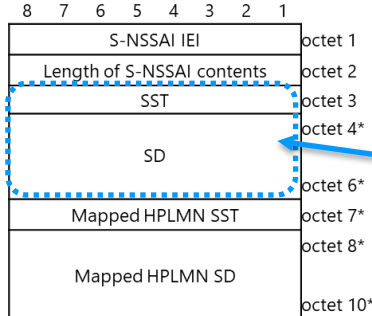 8 7 6 5 4 3 2 1
S-NSSAI IEI octet 1
Length of S-NSSAI contents octet 2
SST octet 3
octet 4*
SD
octet 6*
Mapped HPLMN SST octet 7*
octet 8*
Mapped HPLMN SD
octet 10*